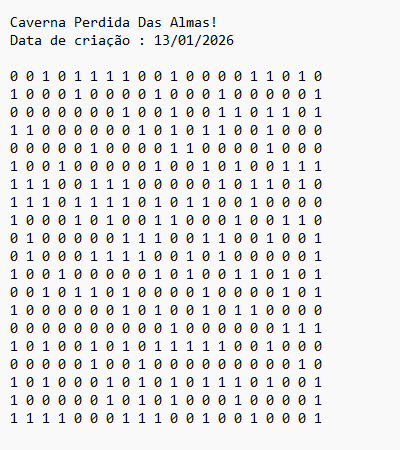 Caverna Perdida Das Almas!
Data de criação : 13/01/2026
0 0 1 0 1 1 1 1 0 0 1 0 0 0 0 1 1 0 1 0
1 0 0 0 1 0 0 0 0 1 0 0 0 1 0 0 0 0 0 1
0 0 0 0 0 0 0 1 0 0 1 0 0 1 1 0 1 1 0 1
1 1 0 0 0 0 0 0 1 0 1 0 1 1 0 0 1 0 0 0
0 0 0 0 0 1 0 0 0 0 1 1 0 0 0 0 1 0 0 0
1 0 0 1 0 0 0 0 0 1 0 0 1 0 1 0 0 1 1 1
1 1 1 0 0 1 1 1 0 0 0 0 0 1 0 1 1 0 1 0
1 1 1 0 1 1 1 1 0 1 0 1 1 0 0 1 0 0 0 0
1 0 0 0 1 0 1 0 0 1 1 0 0 0 1 0 0 1 1 0
0 1 0 0 0 0 0 1 1 1 0 0 1 1 0 0 1 0 0 1
0 1 0 0 0 1 1 1 1 0 0 1 0 1 0 0 0 0 0 1
1 0 0 1 0 0 0 0 0 1 0 1 0 0 1 1 0 1 0 1
0 0 1 0 1 1 0 1 0 0 0 0 1 0 0 0 0 1 0 1
1 0 0 0 0 0 0 1 0 1 0 0 1 0 1 1 0 0 0 0
0 0 0 0 0 0 0 0 0 0 1 0 0 0 0 0 0 1 1 1
1 0 1 0 0 1 0 1 0 1 1 1 1 1 0 0 1 0 0 0
0 0 0 0 0 1 0 0 1 0 0 0 0 0 0 0 0 0 1 0
1 0 1 0 0 0 1 0 1 0 1 0 1 1 1 0 1 0 0 1
1 0 0 0 0 0 1 0 1 0 1 0 1 0 0 0 1 0 0 0 0 1
1 1 1 1 0 0 0 1 1 1 0 0 1 0 0 1 0 0 0 1